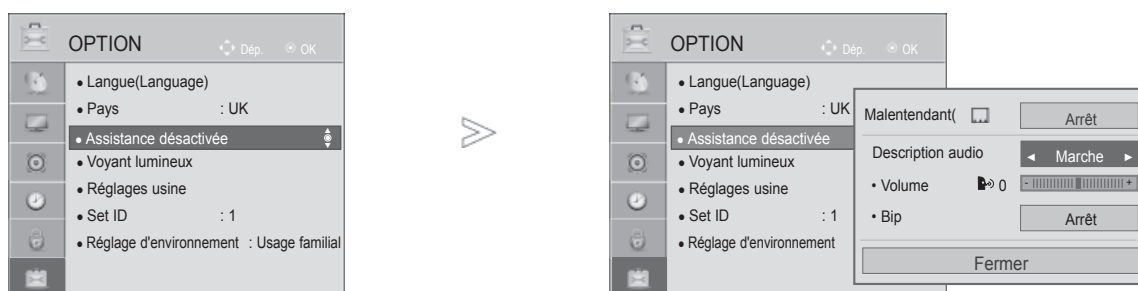 OPTION
Dép. OK
• Langue(Language)
• Pays : UK
• Assistance désactivée
• Voyant lumineux
• Réglages usine
• Set ID : 1
• Réglage d'environnement : Usage familial
OPTION
Dép. OK
• Langue(Language)
• Pays : UK
• Assistance désactivée
• Voyant lumineux
• Réglages usine
• Set ID : 1
• Réglage d'environnement
Malentendant( Arrêt
Description audio ◄ Marche ►
• Volume 0 - +
• Bip Arrêt
Fermer